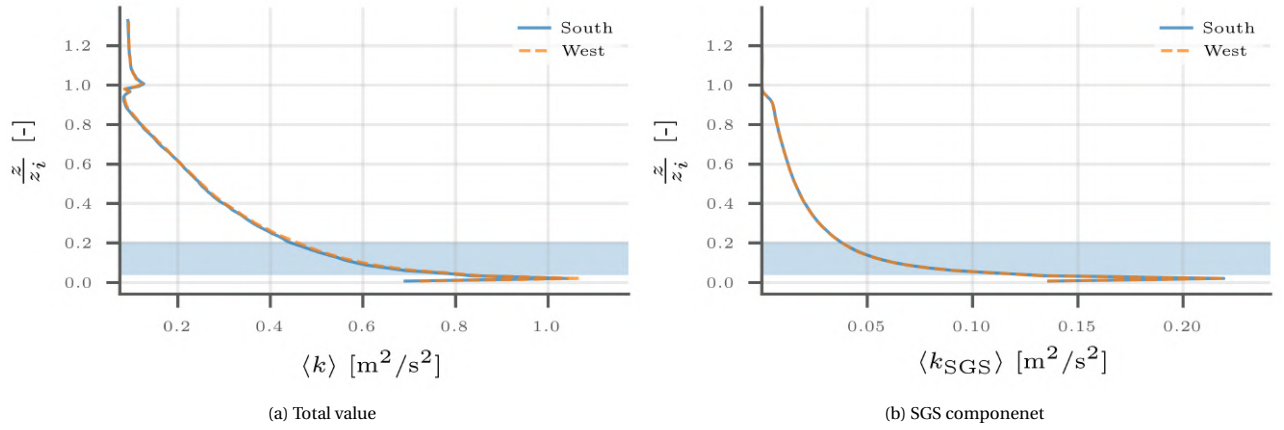 South
West
1.2
1.0
0.8
0.6
0.4
0.2
0.0
z/z_i [-]
0.2 0.4 0.6 0.8 1.0
⟨k⟩ [m²/s²]
(a) Total value
South
West
1.2
1.0
0.8
0.6
0.4
0.2
0.0
z/z_i [-]
0.05 0.10 0.15 0.20
⟨k_SGS⟩ [m²/s²]
(b) SGS componenet